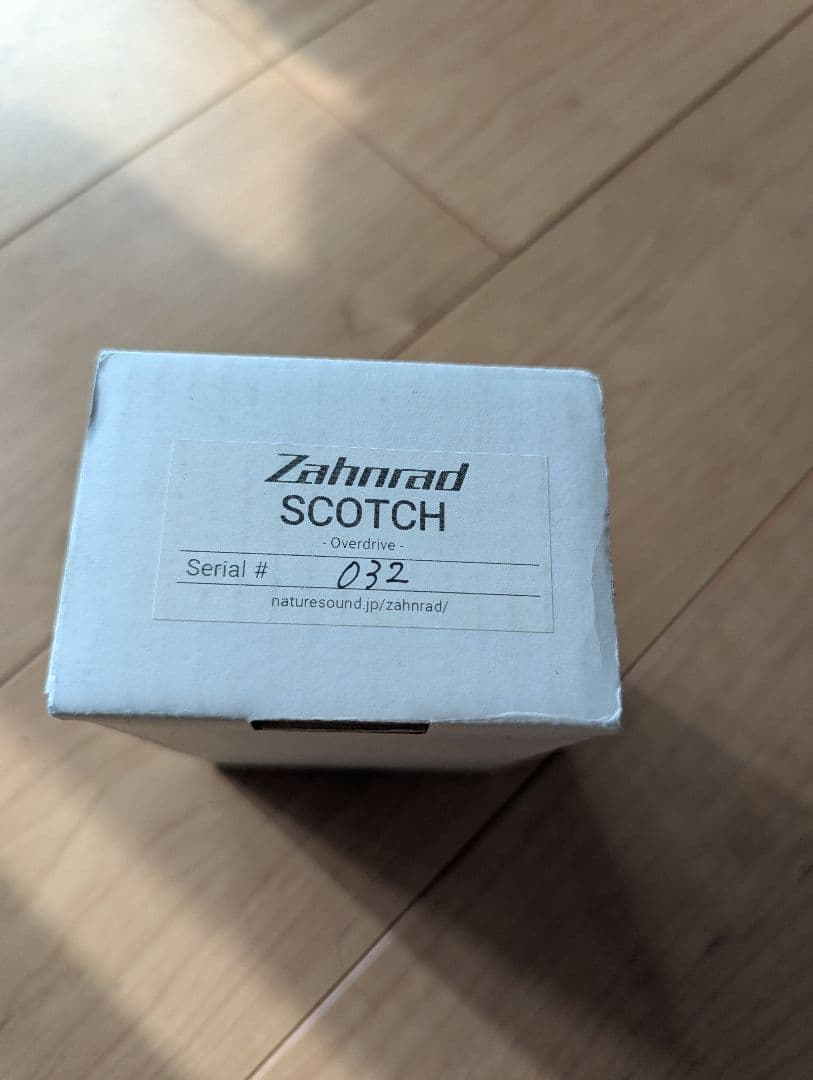 Zahnrad
SCOTCH
- Overdrive -
Serial # 032
naturesound.jp/zahnrad/